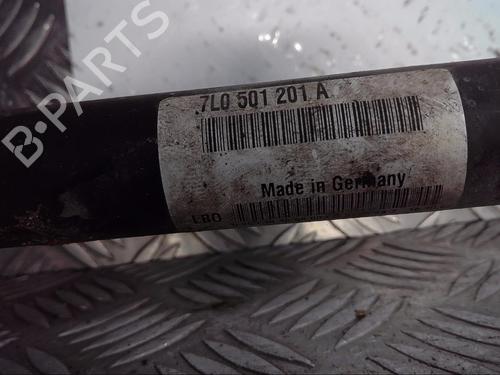 B-PARTS
7L0 501 201 A
Made in Germany
LBO